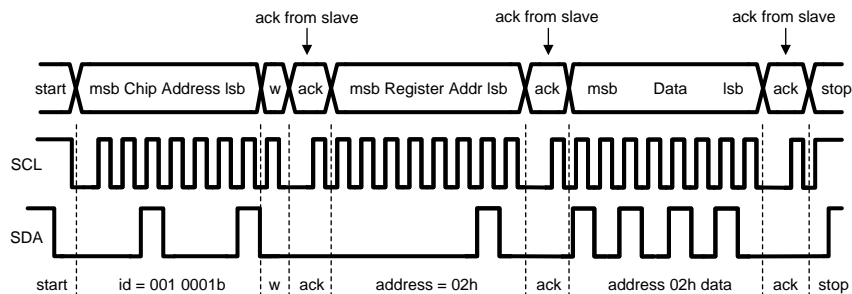 ack from slave ack from slave ack from slave
start msb Chip Address lsb w ack msb Register Addr lsb ack msb Data lsb ack stop
SCL
SDA
start id = 001 0001b w ack address = 02h ack address 02h data ack stop